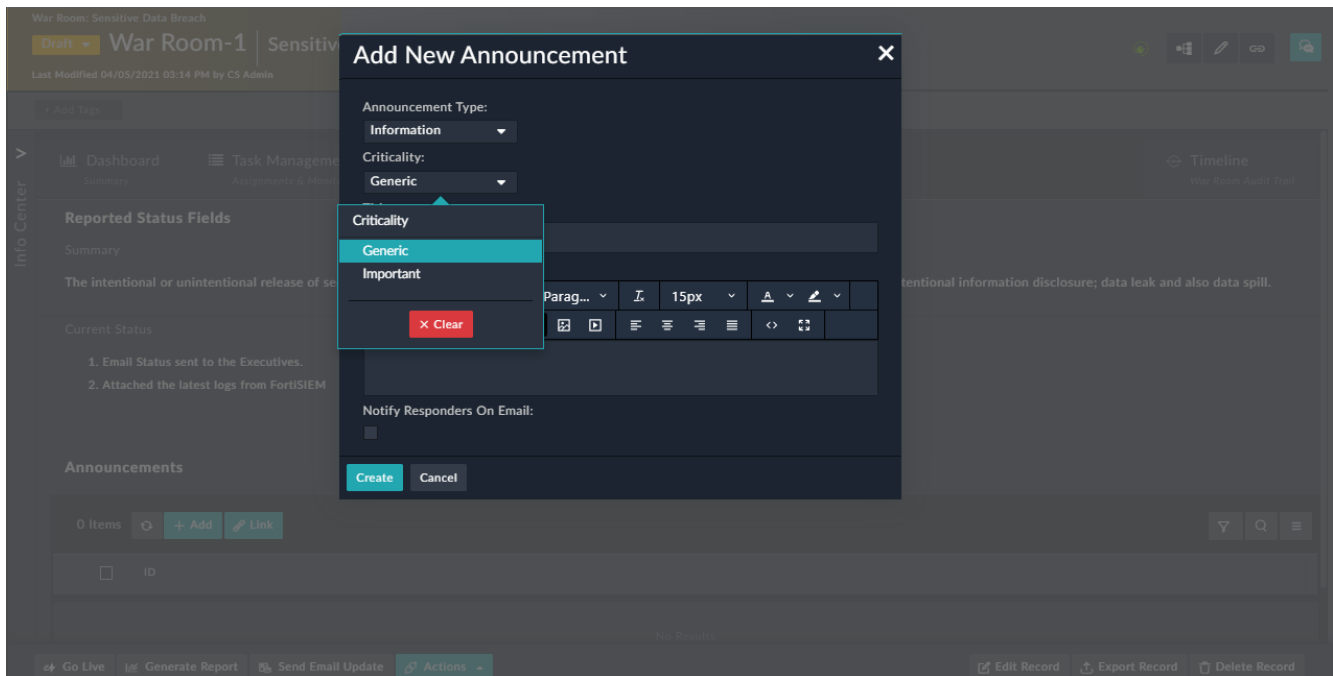 War Room: Sensitive Data Breach
Draft War Room-1 Sensitiv
Last Modified 04/05/2021 03:14 PM by CS Admin
+ Add Tags
Add New Announcement
Announcement Type:
Information
Criticality:
Generic
Criticality
Generic
Important
Clear
Parag... 15px
Notify Responders On Email:
Create Cancel
Info Center
Dashboard Task Manageme Timeline
Summary Assignments & War Room Audit Trail
Reported Status Fields
Summary
The intentional or unintentional release of se tentional information disclosure; data leak and also data spill.
Current Status
1. Email Status sent to the Executives.
2. Attached the latest logs from FortiSIEM
Announcements
0 Items + Add Link
ID
No Results
Go Live Generate Report Send Email Update Actions Edit Record Export Record Delete Record